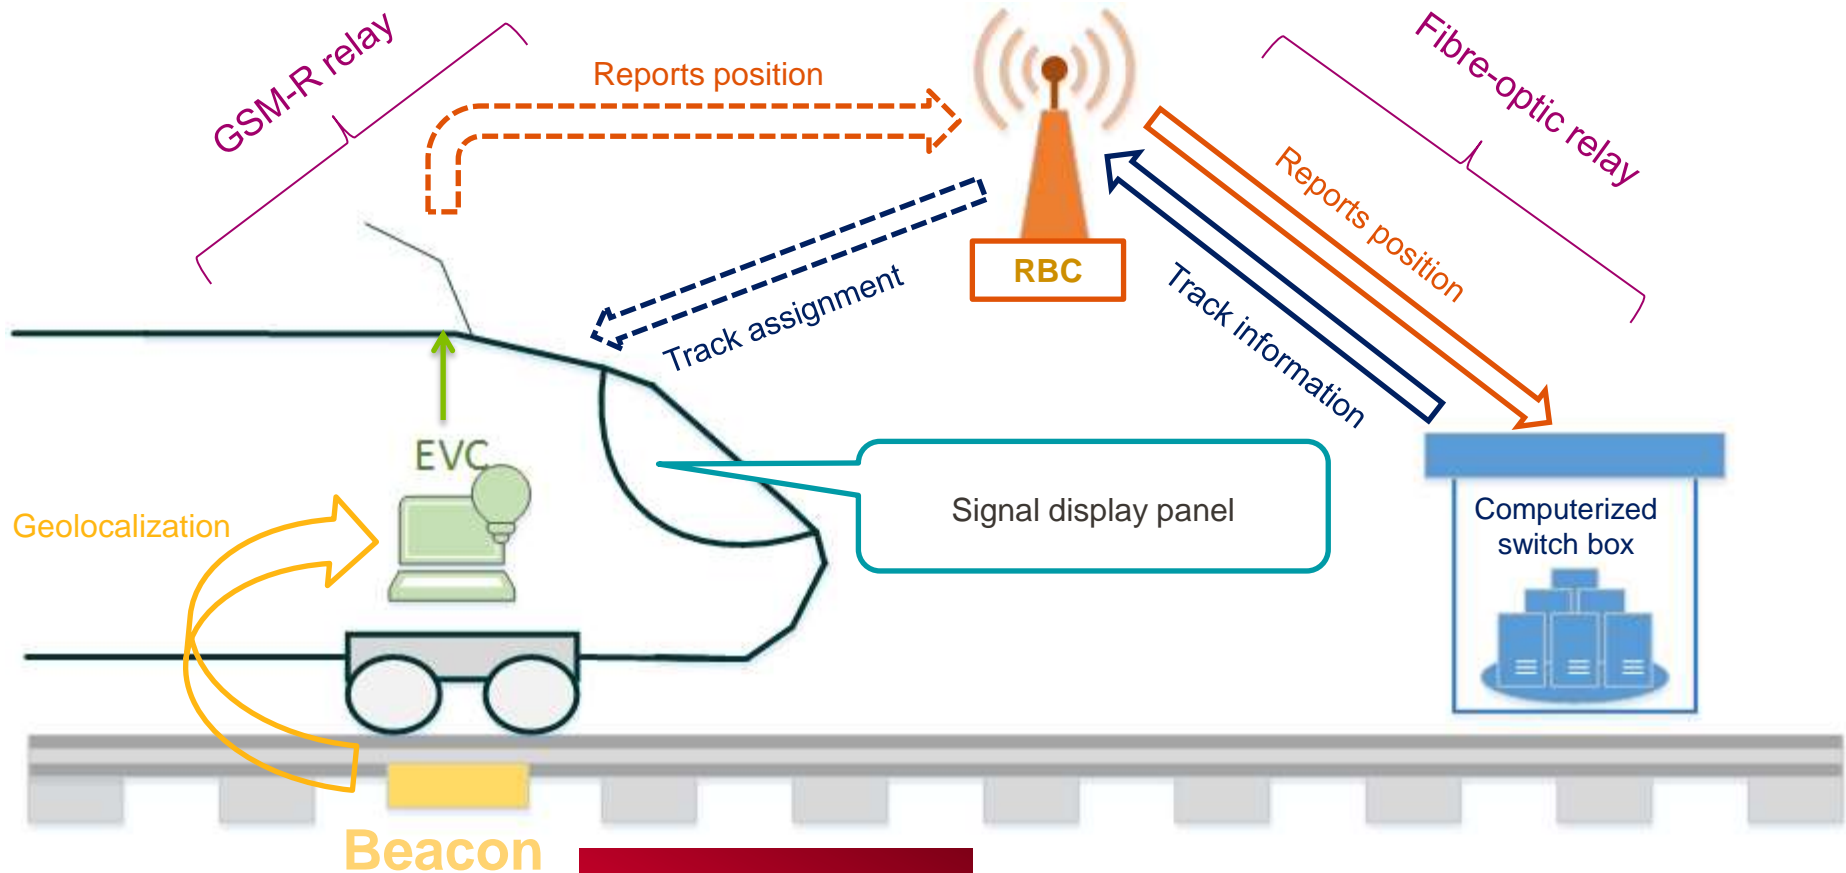 GSM-R relay
Reports position
Fibre-optic relay
Reports position
RBC
Track assignment
Track information
EVC
Geolocalization
Signal display panel
Computerized
switch box
Beacon